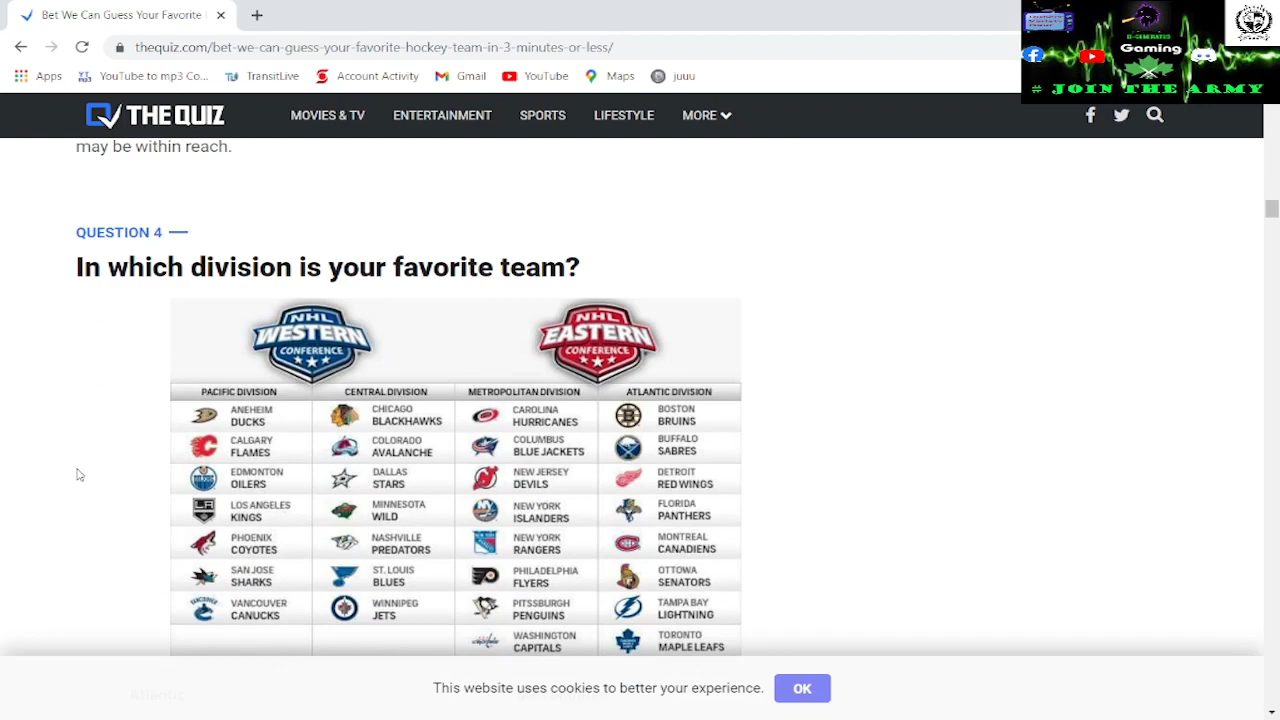 Bet We Can Guess Your Favorite
thequiz.com/bet-we-can-guess-your-favorite-hockey-team-in-3-minutes-or-less/
Apps YouTube to mp3 Co... TransitLive Account Activity Gmail YouTube Maps juuu
D-GENERATED
Gaming
# JOIN THE ARMY
THE QUIZ MOVIES & TV ENTERTAINMENT SPORTS LIFESTYLE MORE
may be within reach.
QUESTION 4
In which division is your favorite team?
NHL WESTERN CONFERENCE
NHL EASTERN CONFERENCE
PACIFIC DIVISION CENTRAL DIVISION METROPOLITAN DIVISION ATLANTIC DIVISION
ANEHEIM DUCKS CHICAGO BLACKHAWKS CAROLINA HURRICANES BOSTON BRUINS
CALGARY FLAMES COLORADO AVALANCHE COLUMBUS BLUE JACKETS BUFFALO SABRES
EDMONTON OILERS DALLAS STARS NEW JERSEY DEVILS DETROIT RED WINGS
LOS ANGELES KINGS MINNESOTA WILD NEW YORK ISLANDERS FLORIDA PANTHERS
PHOENIX COYOTES NASHVILLE PREDATORS NEW YORK RANGERS MONTREAL CANADIENS
SAN JOSE SHARKS ST. LOUIS BLUES PHILADELPHIA FLYERS OTTOWA SENATORS
VANCOUVER CANUCKS WINNIPEG JETS PITSSBURGH PENGUINS TAMPA BAY LIGHTNING
WASHINGTON CAPITALS TORONTO MAPLE LEAFS
Atlantic
This website uses cookies to better your experience. OK